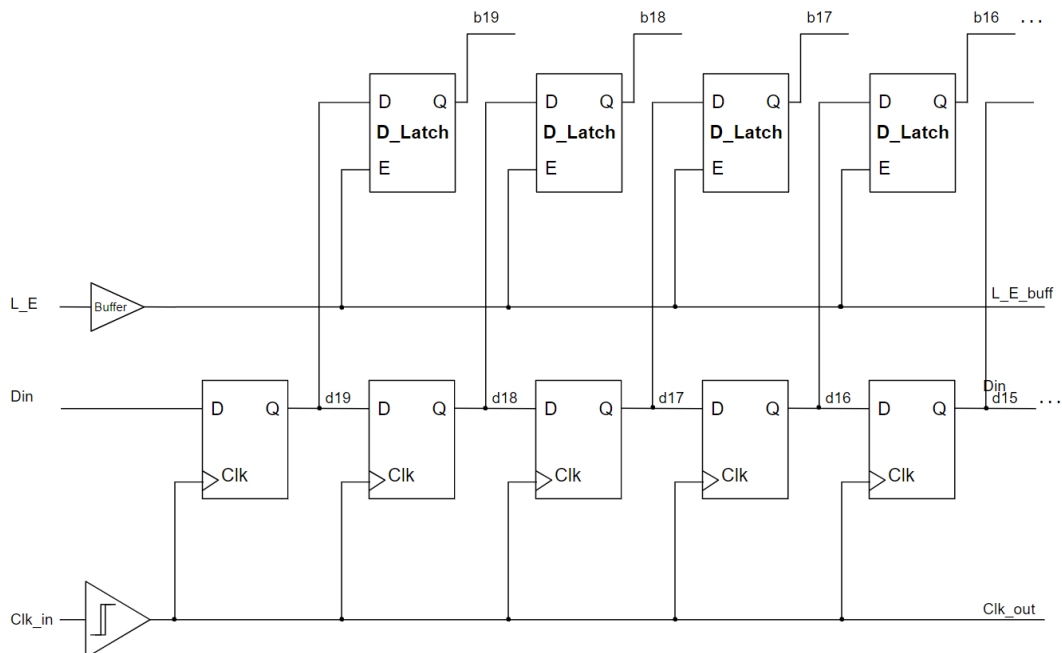 b19 b18 b17 b16 ...
D Q D Q D Q D Q
D_Latch D_Latch D_Latch D_Latch
E E E E
L_E Buffer L_E_buff
Din Din
D Q d19 D Q d18 D Q d17 D Q d16 D Q d15 ...
Clk Clk Clk Clk Clk
Clk_in Clk_out